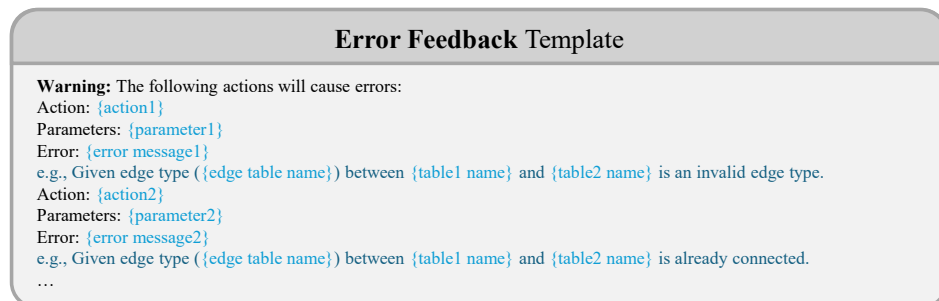 Error Feedback Template
Warning: The following actions will cause errors:
Action: {action1}
Parameters: {parameter1}
Error: {error message1}
e.g., Given edge type ({edge table name}) between {table1 name} and {table2 name} is an invalid edge type.
Action: {action2}
Parameters: {parameter2}
Error: {error message2}
e.g., Given edge type ({edge table name}) between {table1 name} and {table2 name} is already connected.
…